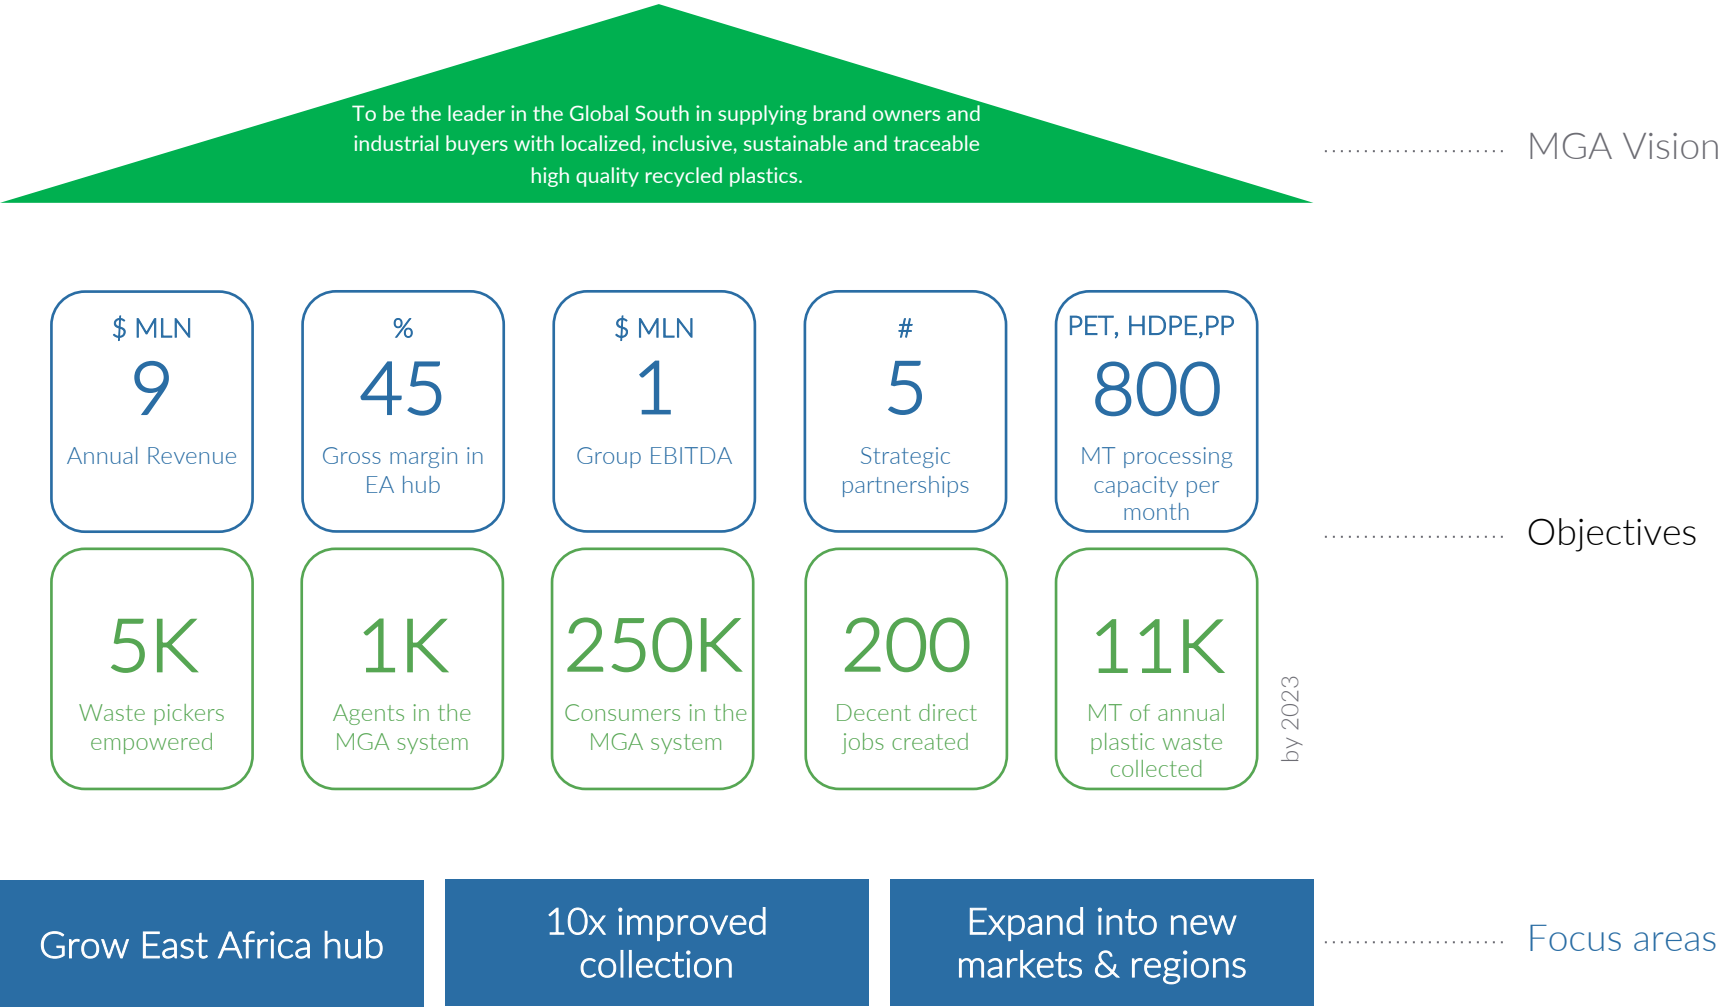 To be the leader in the Global South in supplying brand owners and
industrial buyers with localized, inclusive, sustainable and traceable
high quality recycled plastics.
MGA Vision
$ MLN
9
Annual Revenue
%
45
Gross margin in
EA hub
$ MLN
1
Group EBITDA
#
5
Strategic
partnerships
PET, HDPE,PP
800
MT processing
capacity per
month
Objectives
5K
Waste pickers
empowered
1K
Agents in the
MGA system
250K
Consumers in the
MGA system
200
Decent direct
jobs created
11K
MT of annual
plastic waste
collected
by 2023
Grow East Africa hub
10x improved
collection
Expand into new
markets & regions
Focus areas